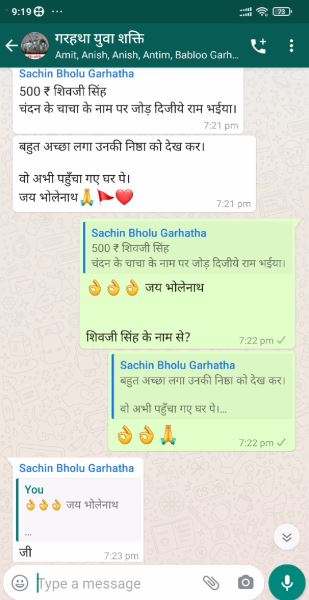 9:19 ...
73
गरहथा युवा शक्ति
Amit, Anish, Anish, Antim, Babloo Garh...
Sachin Bholu Garhatha
500 ₹ शिवजी सिंह
चंदन के चाचा के नाम पर जोड़ दिजीये राम भईया।
7:21 pm
बहुत अच्छा लगा उनकी निष्ठा को देख कर।
वो अभी पहुँचा गए घर पे।
जय भोलेनाथ🙏🚩❤️
7:21 pm
Sachin Bholu Garhatha
500 ₹ शिवजी सिंह
चंदन के चाचा के नाम पर जोड़ दिजीये राम भईया।
👌👌👌 जय भोलेनाथ
शिवजी सिंह के नाम से?
7:22 pm
Sachin Bholu Garhatha
बहुत अच्छा लगा उनकी निष्ठा को देख कर।
वो अभी पहुँचा गए घर पे।...
👌👌🙏
7:22 pm
Sachin Bholu Garhatha
You
👌👌👌 जय भोलेनाथ
...
जी
7:23 pm
Type a message